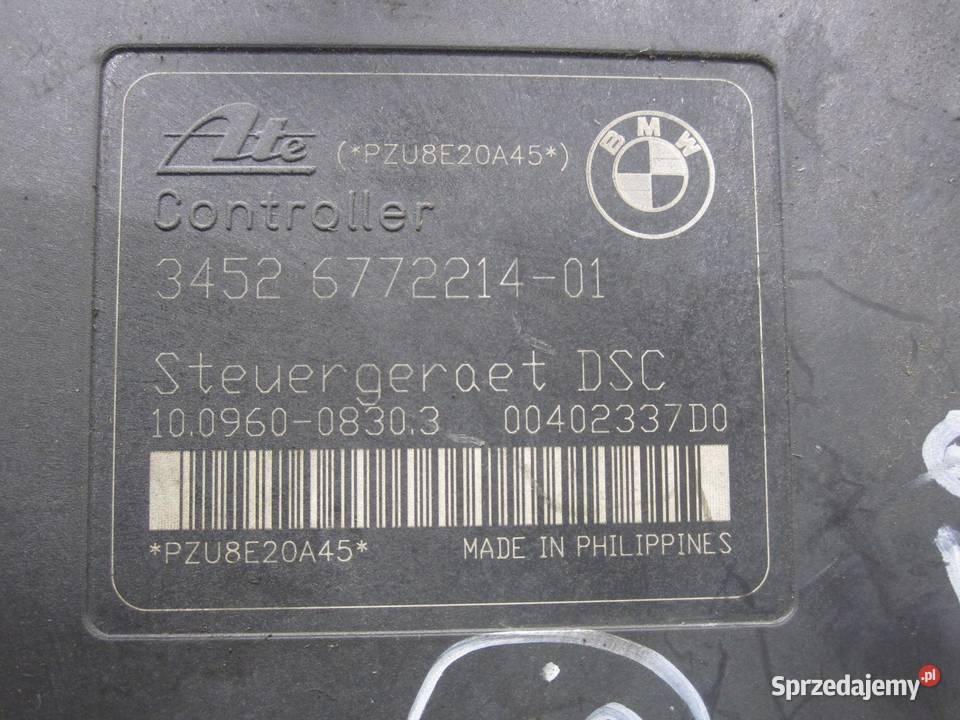 Ate (*PZU8E20A45*)
BMW
Controller
3452 6772214-01
Steuergeraet DSC
10.0960-0830.3 00402337D0
*PZU8E20A45* MADE IN PHILIPPINES
Sprzedajemy.pl